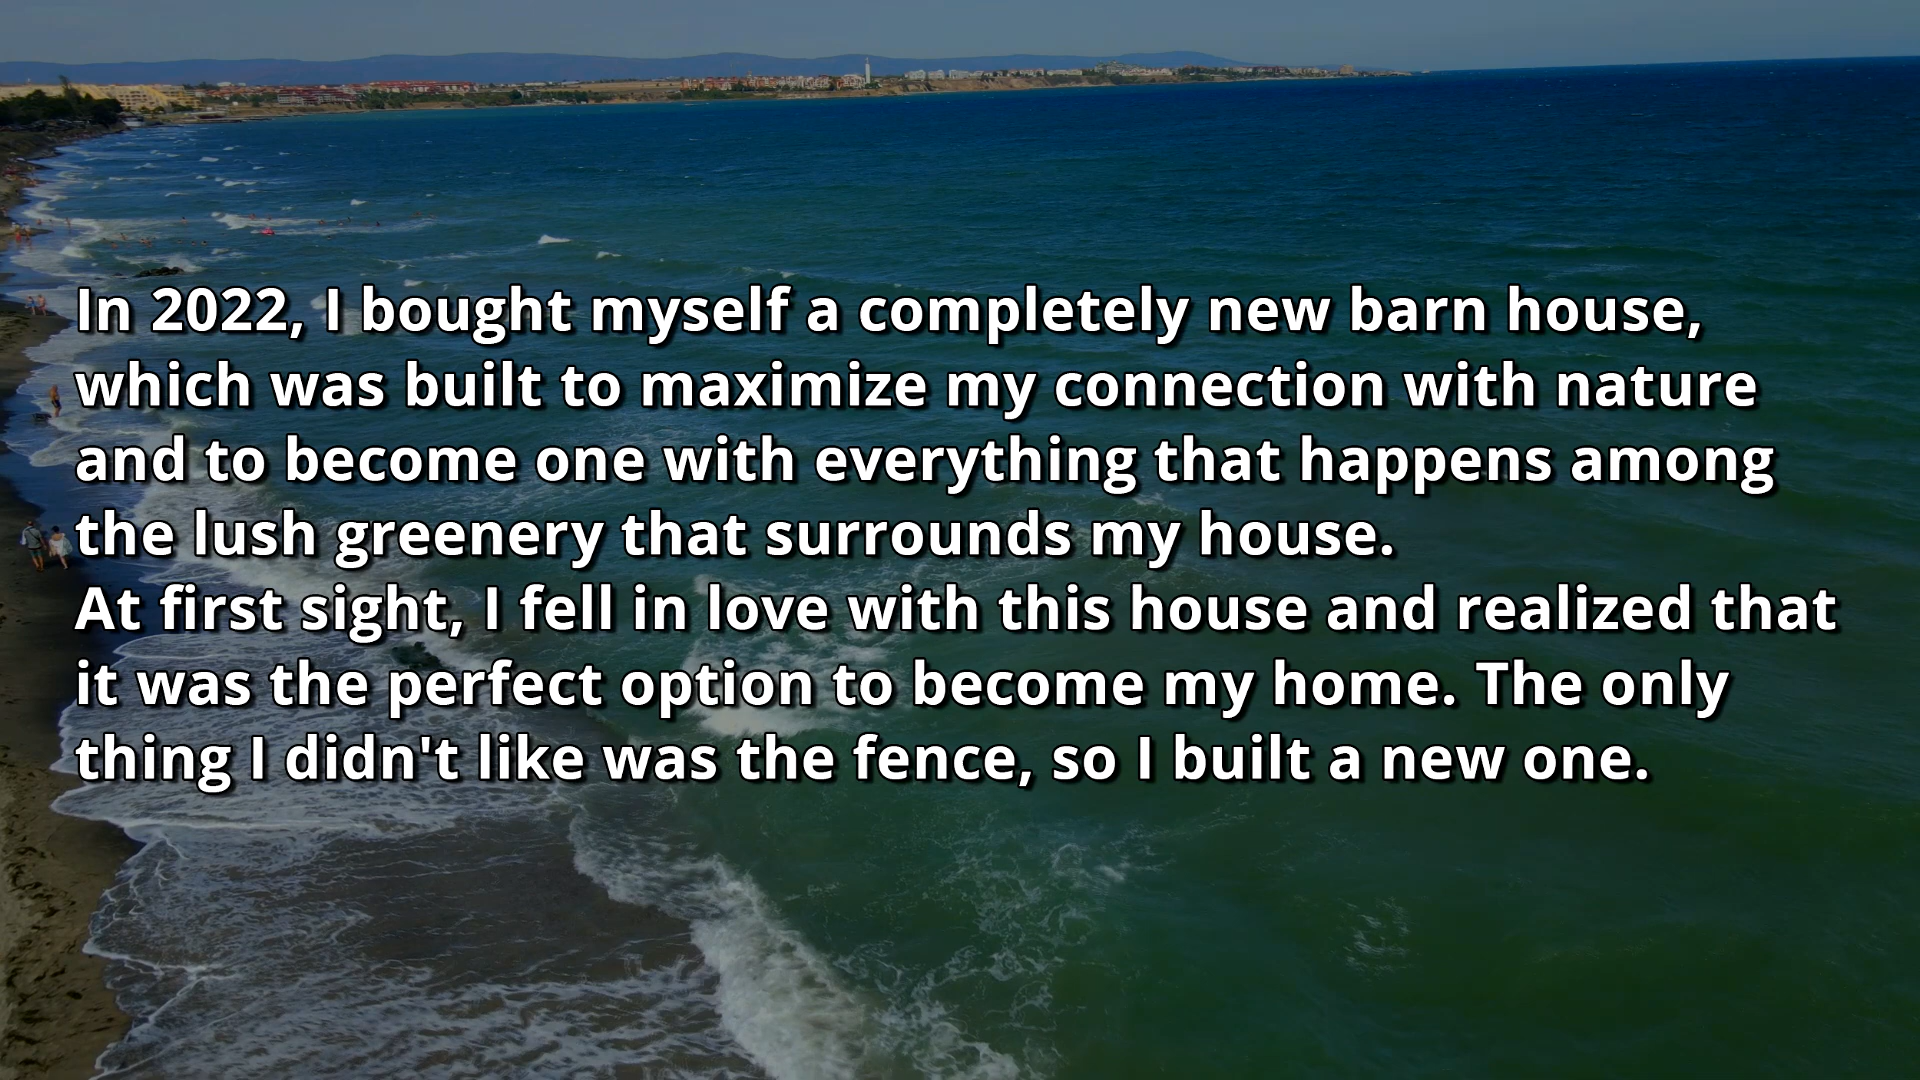 In 2022, I bought myself a completely new barn house,
which was built to maximize my connection with nature
and to become one with everything that happens among
the lush greenery that surrounds my house.
At first sight, I fell in love with this house and realized that
it was the perfect option to become my home. The only
thing I didn't like was the fence, so I built a new one.